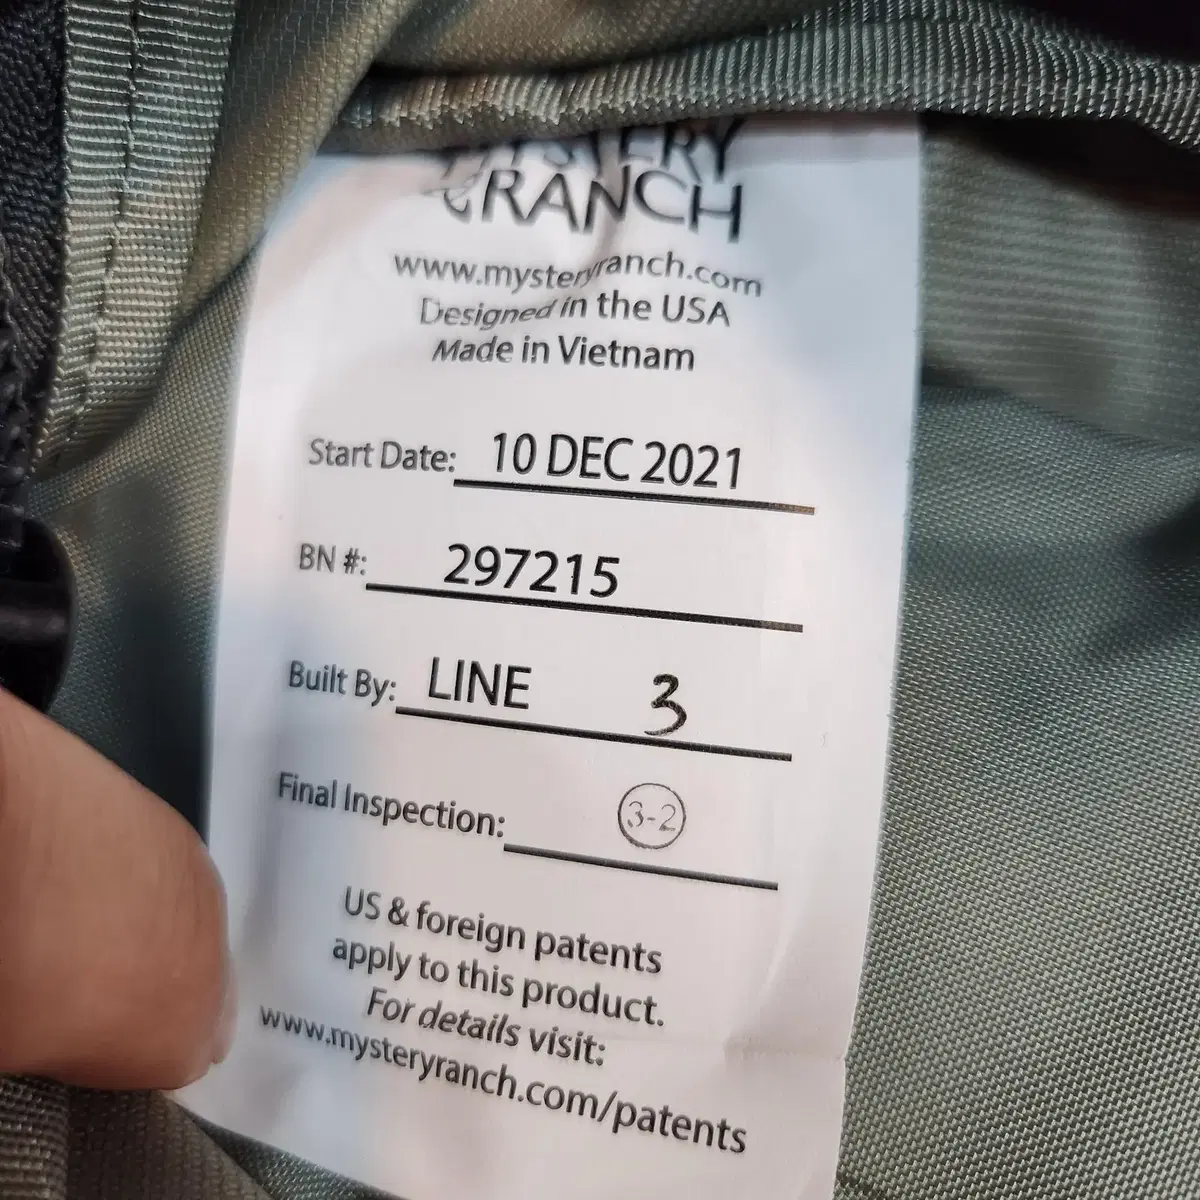 MYSTERY
RANCH
www.mysteryranch.com
Designed in the USA
Made in Vietnam
Start Date: 10 DEC 2021
BN #: 297215
Built By: LINE 3
Final Inspection: 3-2
US & foreign patents
apply to this product.
For details visit:
www.mysteryranch.com/patents